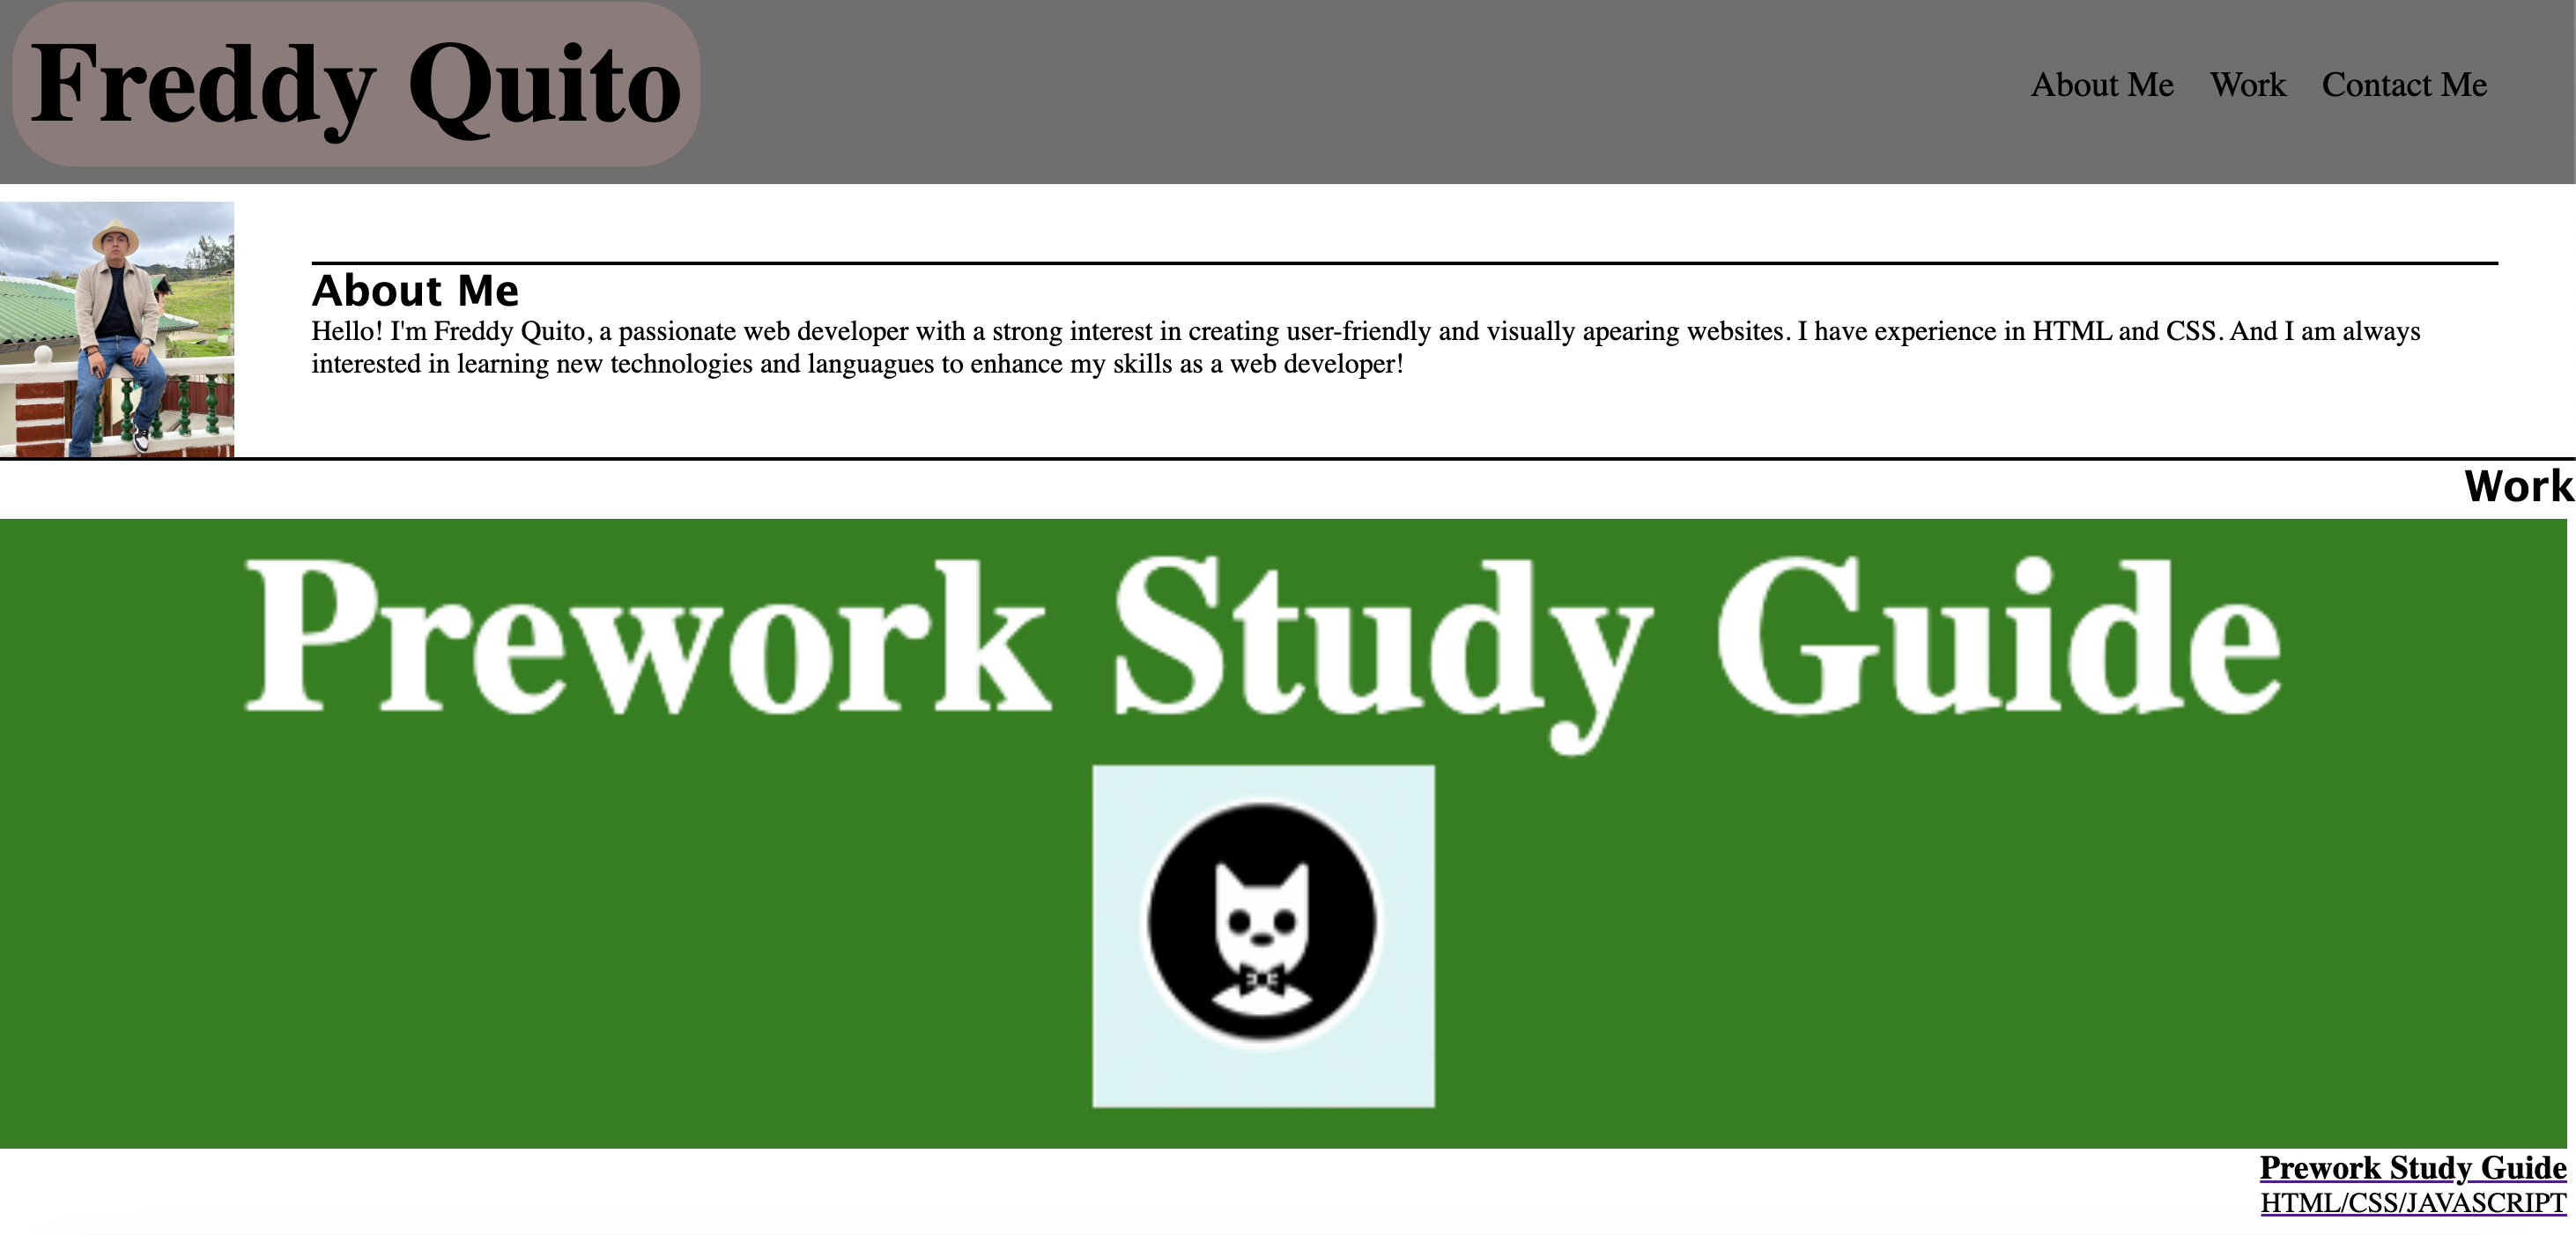 Freddy Quito
About Me Work Contact Me
About Me
Hello! I'm Freddy Quito, a passionate web developer with a strong interest in creating user-friendly and visually apearing websites. I have experience in HTML and CSS. And I am always
interested in learning new technologies and languagues to enhance my skills as a web developer!
Work
Prework Study Guide
Prework Study Guide
HTML/CSS/JAVASCRIPT